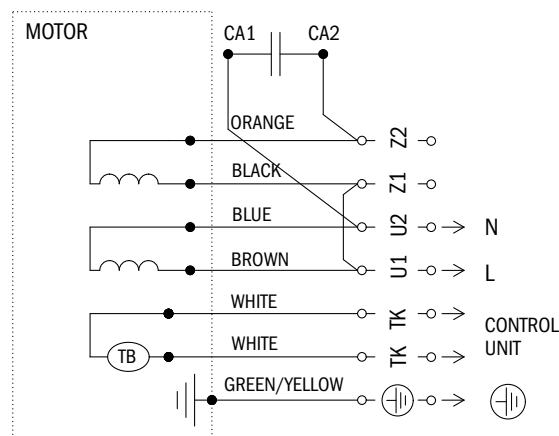 MOTOR
CA1
CA2
ORANGE
Z2
BLACK
Z1
BLUE
U2
N
BROWN
U1
L
WHITE
TK
CONTROL
UNIT
TB
WHITE
TK
GREEN/YELLOW